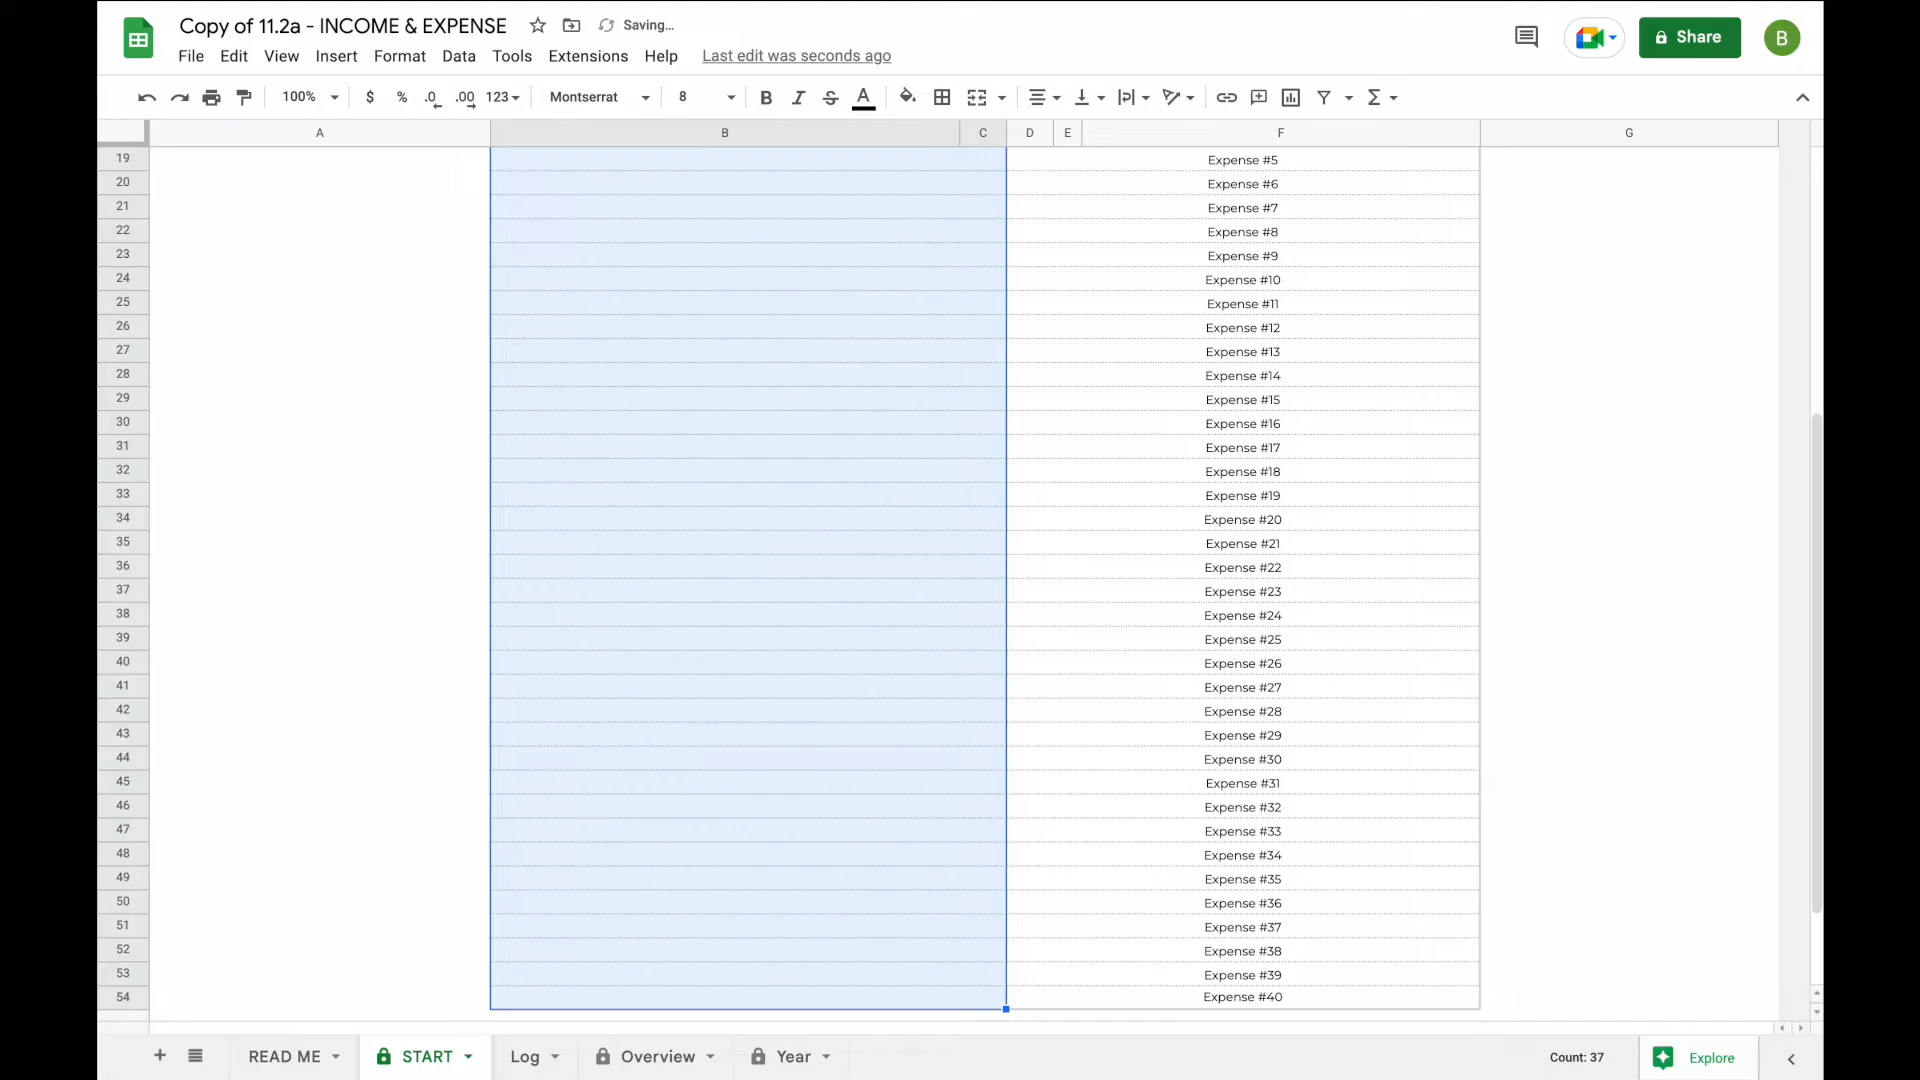 Copy of 11.2a - INCOME & EXPENSE Saving...
File Edit View Insert Format Data Tools Extensions Help Last edit was seconds ago
Share
B
100% $ % .0 .00 123 Montserrat 8 B I S A
A B C D E F G
19 Expense #5
20 Expense #6
21 Expense #7
22 Expense #8
23 Expense #9
24 Expense #10
25 Expense #11
26 Expense #12
27 Expense #13
28 Expense #14
29 Expense #15
30 Expense #16
31 Expense #17
32 Expense #18
33 Expense #19
34 Expense #20
35 Expense #21
36 Expense #22
37 Expense #23
38 Expense #24
39 Expense #25
40 Expense #26
41 Expense #27
42 Expense #28
43 Expense #29
44 Expense #30
45 Expense #31
46 Expense #32
47 Expense #33
48 Expense #34
49 Expense #35
50 Expense #36
51 Expense #37
52 Expense #38
53 Expense #39
54 Expense #40
READ ME START Log Overview Year Count: 37 Explore